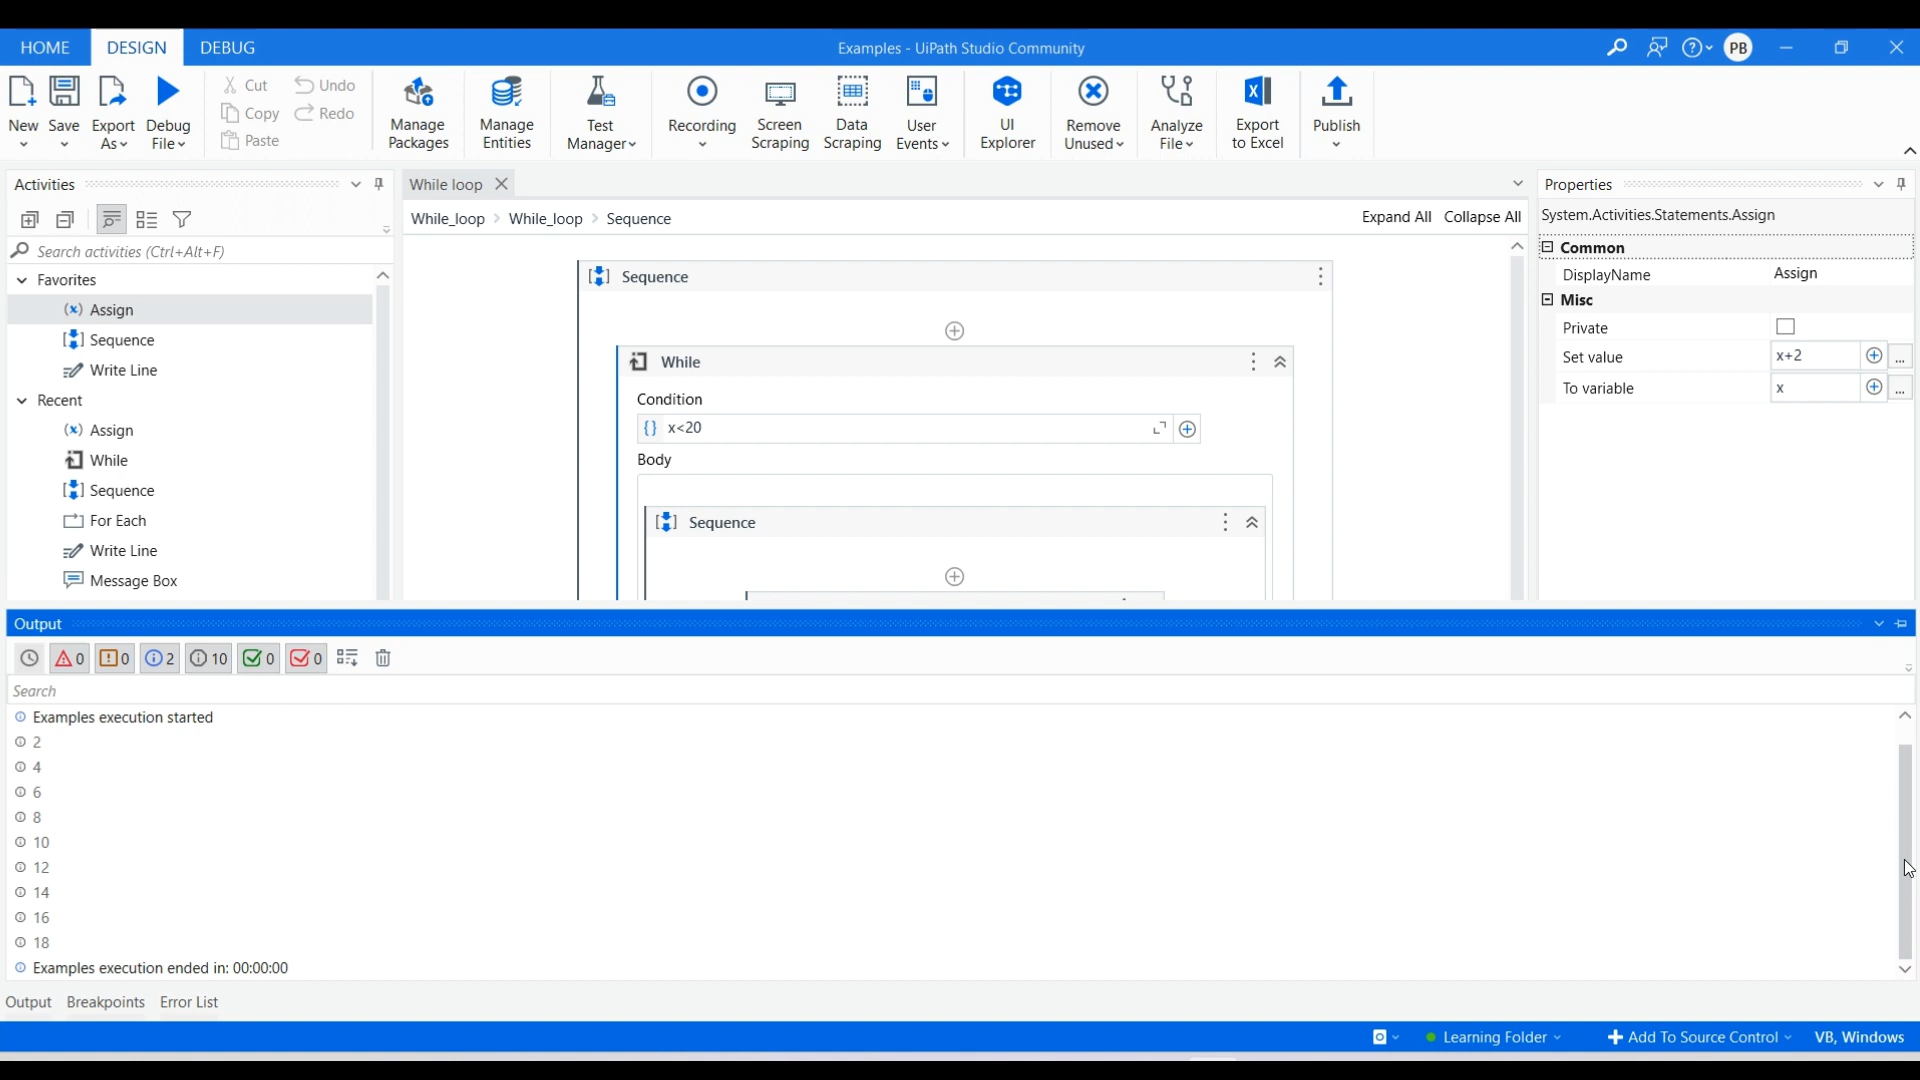 HOME DESIGN DEBUG Examples - UiPath Studio Community PB
New Save Export As Debug File Cut Copy Paste Undo Redo Manage Packages Manage Entities Test Manager Recording Screen Scraping Data Scraping User Events UI Explorer Remove Unused Analyze File Export to Excel Publish
Activities
Search activities (Ctrl+Alt+F)
Favorites
Assign
Sequence
Write Line
Recent
Assign
While
Sequence
For Each
Write Line
Message Box
While loop
While_loop > While_loop > Sequence Expand All Collapse All
Sequence
While
Condition
{} x<20
Body
Sequence
Properties
System.Activities.Statements.Assign
Common
DisplayName Assign
Misc
Private
Set value x+2 ...
To variable x ...
Output
0 0 2 10 0 0
Search
Examples execution started
2
4
6
8
10
12
14
16
18
Examples execution ended in: 00:00:00
Output Breakpoints Error List
Learning Folder Add To Source Control VB, Windows